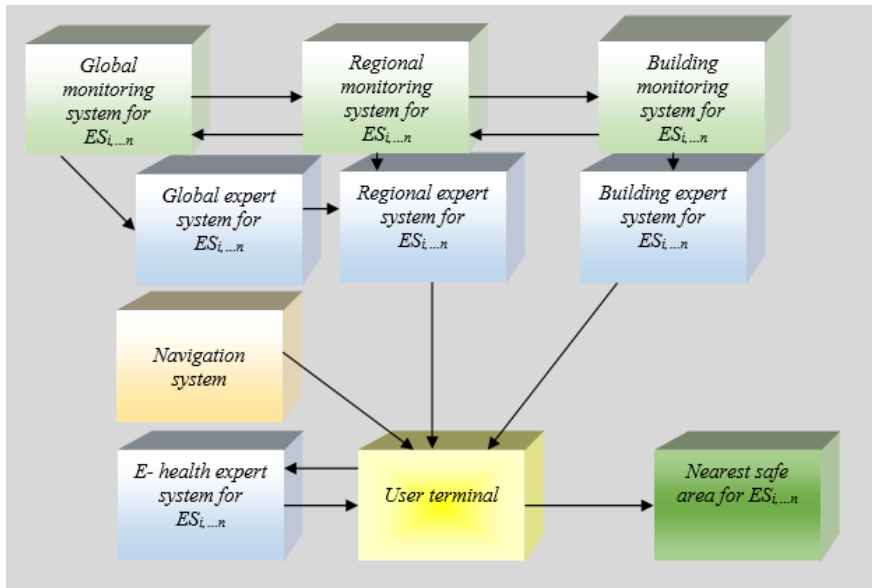 Global
monitoring
system for
ESi,...n
Regional
monitoring
system for
ESi,...n
Building
monitoring
system for
ESi,...n
Global expert
system for
ESi,...n
Regional expert
system for
ESi,...n
Building expert
system for
ESi,...n
Navigation
system
E- health expert
system for
ESi,...n
User terminal
Nearest safe
area for ESi,...n